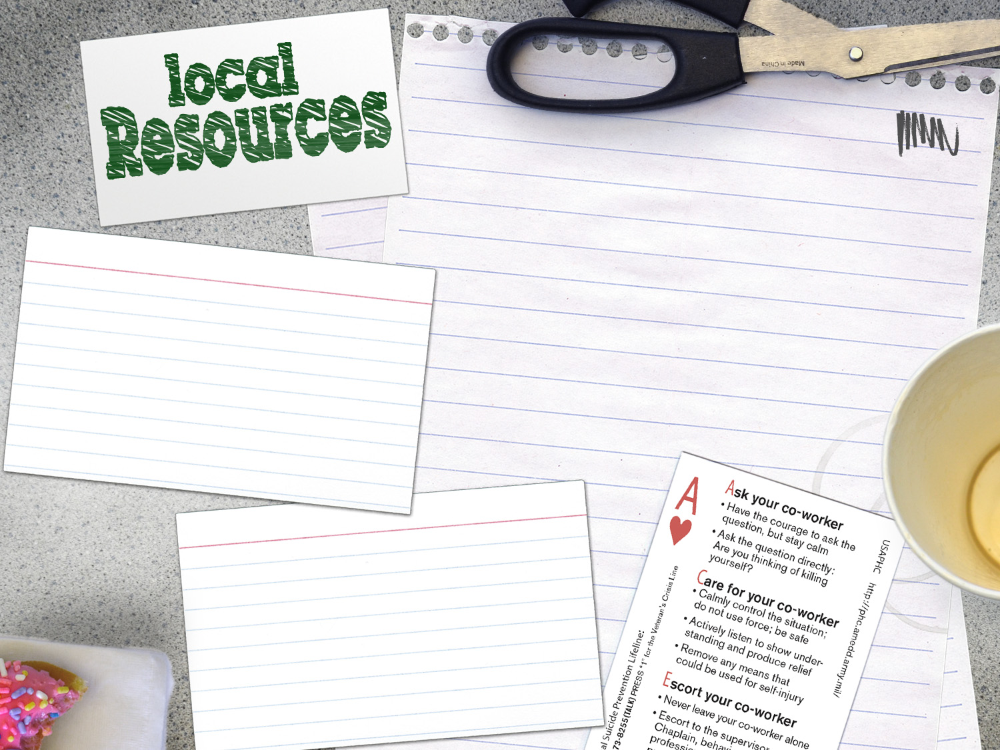 local
Resources
Made in China
A
Ask your co-worker
• Have the courage to ask the
question, but stay calm
• Ask the question directly:
Are you thinking of killing
yourself?
Care for your co-worker
• Calmly control the situation;
do not use force; be safe
• Actively listen to show under-
standing and produce relief
• Remove any means that
could be used for self-injury
Escort your co-worker
• Never leave your co-worker alone
• Escort to the supervisor
Chaplain,
Suicide Prevention Lifeline:
73-8255(TALK) PRESS "1" for the Veteran's Crisis Line
USAPHC http://phc.amedd.army.mil/